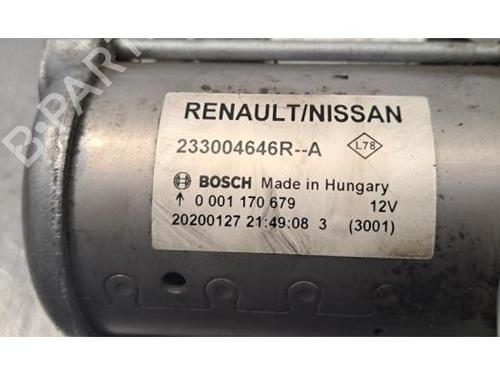 RENAULT/NISSAN
233004646R--A L78
BOSCH Made in Hungary
↑ 0 001 170 679 12V
20200127 21:49:08 3 (3001)
B-PARTS